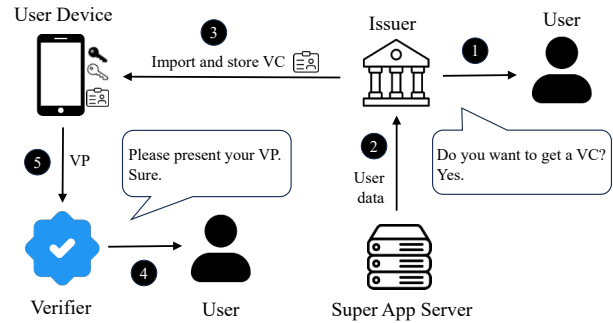 User Device
Issuer
User
3
1
Import and store VC
2
User
data
Do you want to get a VC?
Yes.
5
VP
Please present your VP.
Sure.
4
Verifier
User
Super App Server